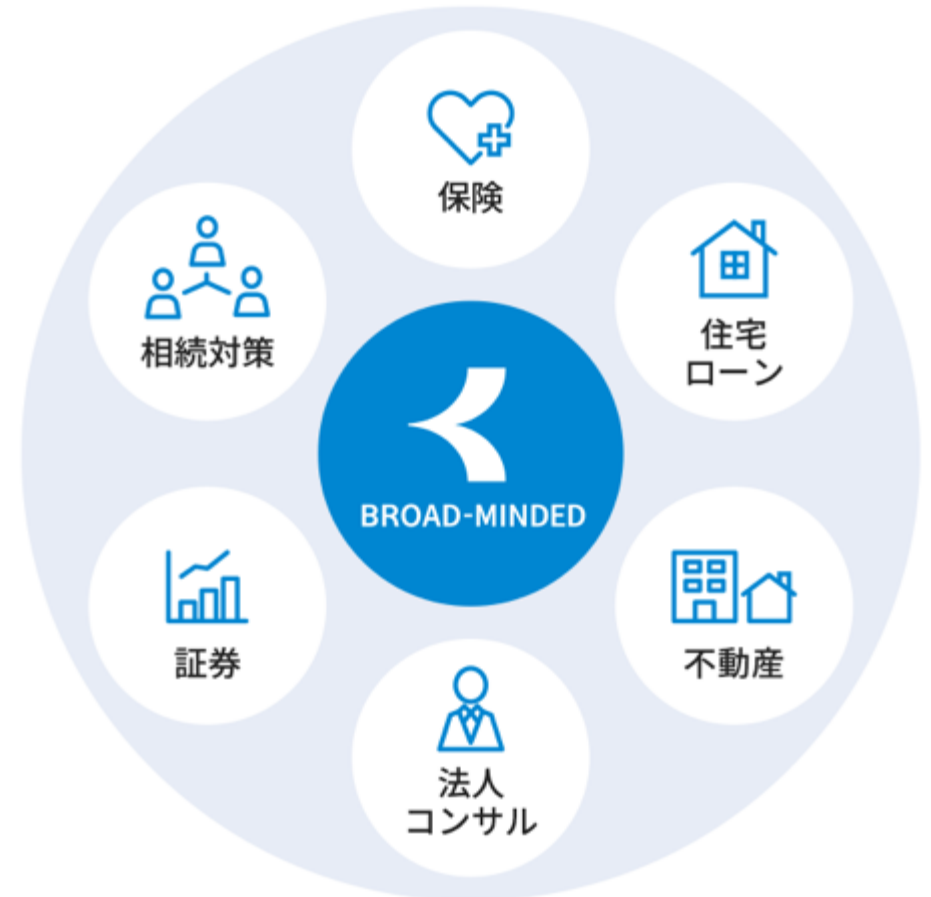 保険
相続対策
住宅
ローン
BROAD-MINDED
証券
不動産
法人
コンサル